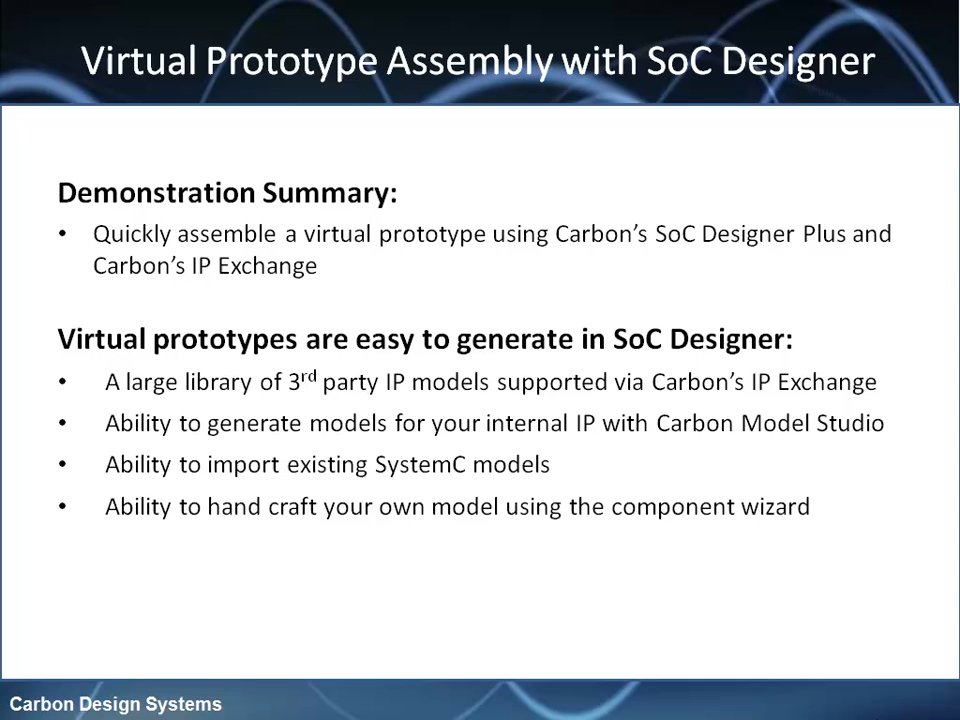 Virtual Prototype Assembly with SoC Designer
Demonstration Summary:
• Quickly assemble a virtual prototype using Carbon’s SoC Designer Plus and
Carbon’s IP Exchange
Virtual prototypes are easy to generate in SoC Designer:
• A large library of 3rd party IP models supported via Carbon’s IP Exchange
• Ability to generate models for your internal IP with Carbon Model Studio
• Ability to import existing SystemC models
• Ability to hand craft your own model using the component wizard
Carbon Design Systems